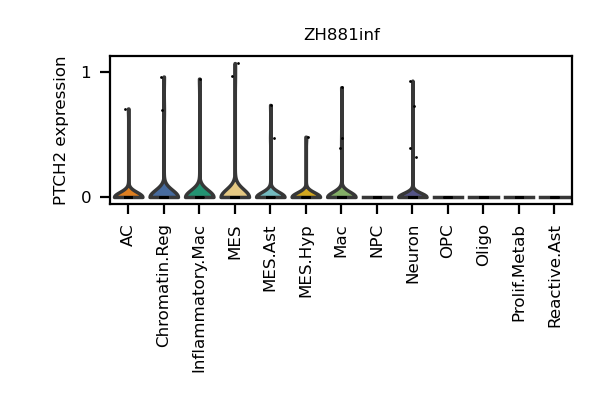 ZH881inf
PTCH2 expression
1
0
AC
Chromatin.Reg
Inflammatory.Mac
MES
MES.Ast
MES.Hyp
Mac
NPC
Neuron
OPC
Oligo
Prolif.Metab
Reactive.Ast